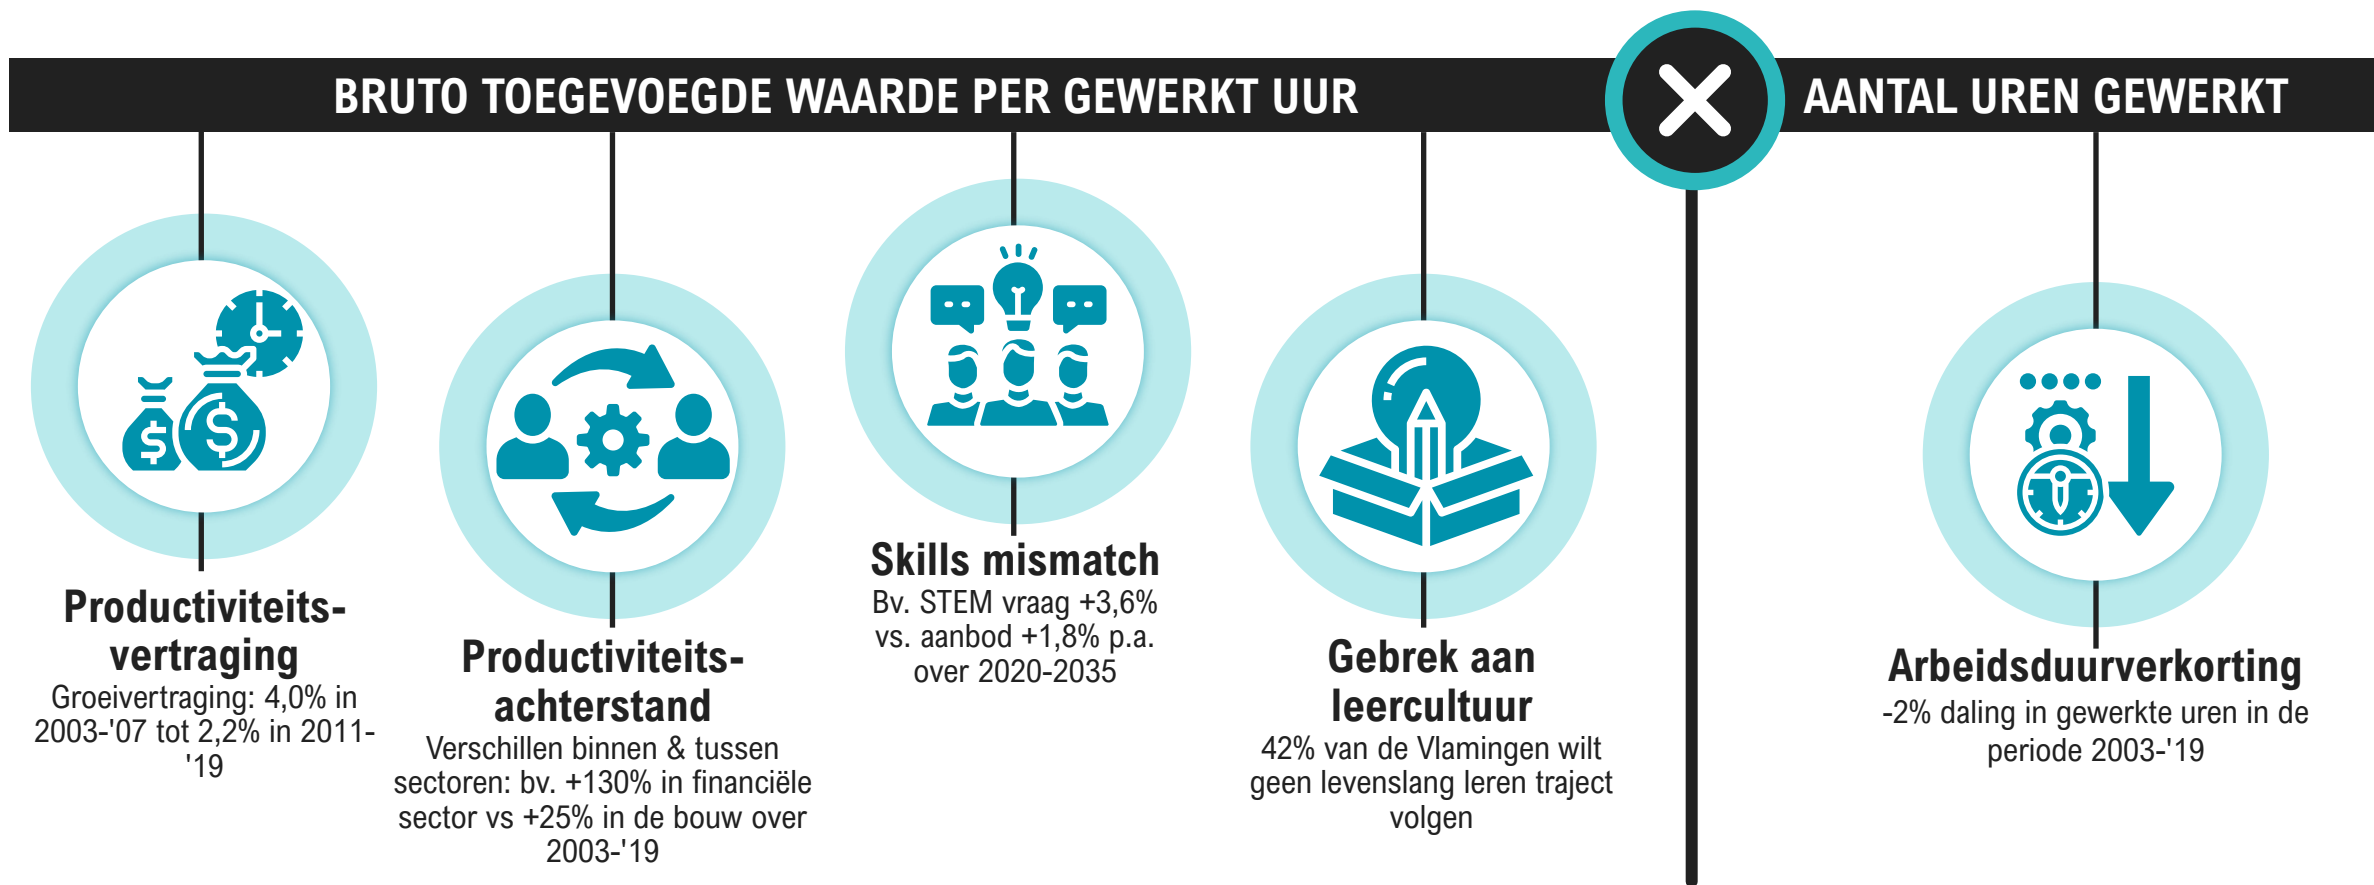 BRUTO TOEGEVOEGDE WAARDE PER GEWERKT UUR
AANTAL UREN GEWERKT
Productiviteits-
vertraging
Groeivertraging: 4,0% in
2003-'07 tot 2,2% in 2011-
'19
Productiviteits-
achterstand
Verschillen binnen & tussen
sectoren: bv. +130% in financiële
sector vs +25% in de bouw over
2003-'19
Skills mismatch
Bv. STEM vraag +3,6%
vs. aanbod +1,8% p.a.
over 2020-2035
Gebrek aan
leercultuur
42% van de Vlamingen wilt
geen levenslang leren traject
volgen
Arbeidsduurverkorting
-2% daling in gewerkte uren in de
periode 2003-'19